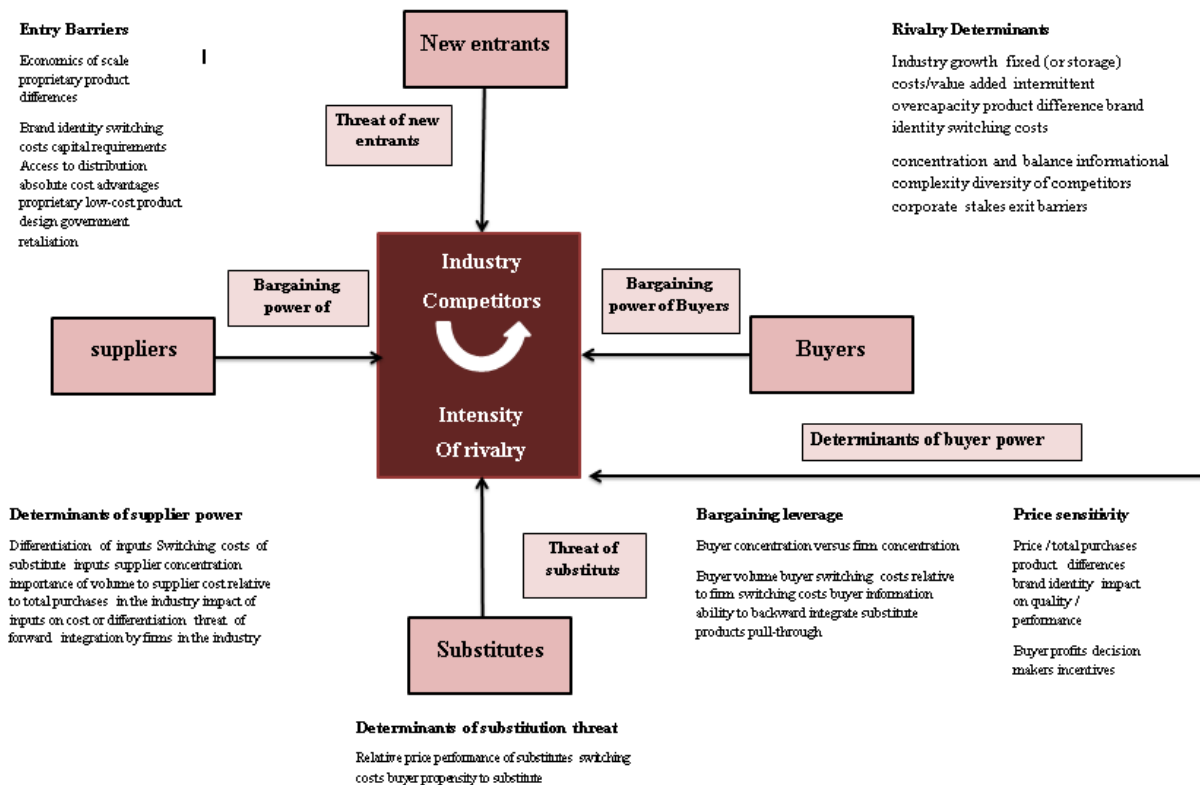 Entry Barriers
Economics of scale
proprietary product
differences
Brand identity switching
costs capital requirements
Access to distribution
absolute cost advantages
proprietary low-cost product
design government
retaliation
New entrants
Threat of new
entrants
Rivalry Determinants
Industry growth fixed (or storage)
costs/value added intermittent
overcapacity product difference brand
identity switching costs
concentration and balance informational
complexity diversity of competitors
corporate stakes exit barriers
suppliers
Bargaining
power of
Industry
Competitors
Intensity
Of rivalry
Bargaining
power of Buyers
Buyers
Determinants of buyer power
Determinants of supplier power
Differentiation of inputs Switching costs of
substitute inputs supplier concentration
importance of volume to supplier cost relative
to total purchases in the industry impact of
inputs on cost or differentiation threat of
forward integration by firms in the industry
Threat of
substituts
Substitutes
Bargaining leverage
Buyer concentration versus firm concentration
Buyer volume buyer switching costs relative
to firm switching costs buyer information
ability to backward integrate substitute
products pull-through
Price sensitivity
Price / total purchases
product differences
brand identity impact
on quality /
performance
Buyer profits decision
makers incentives
Determinants of substitution threat
Relative price performance of substitutes switching
costs buyer propensity to substitute